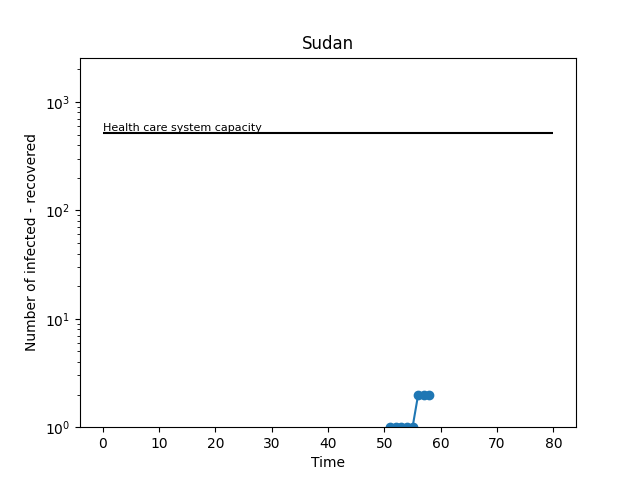 Sudan
Number of infected - recovered
10³
10²
10¹
10⁰
Health care system capacity
0 10 20 30 40 50 60 70 80
Time